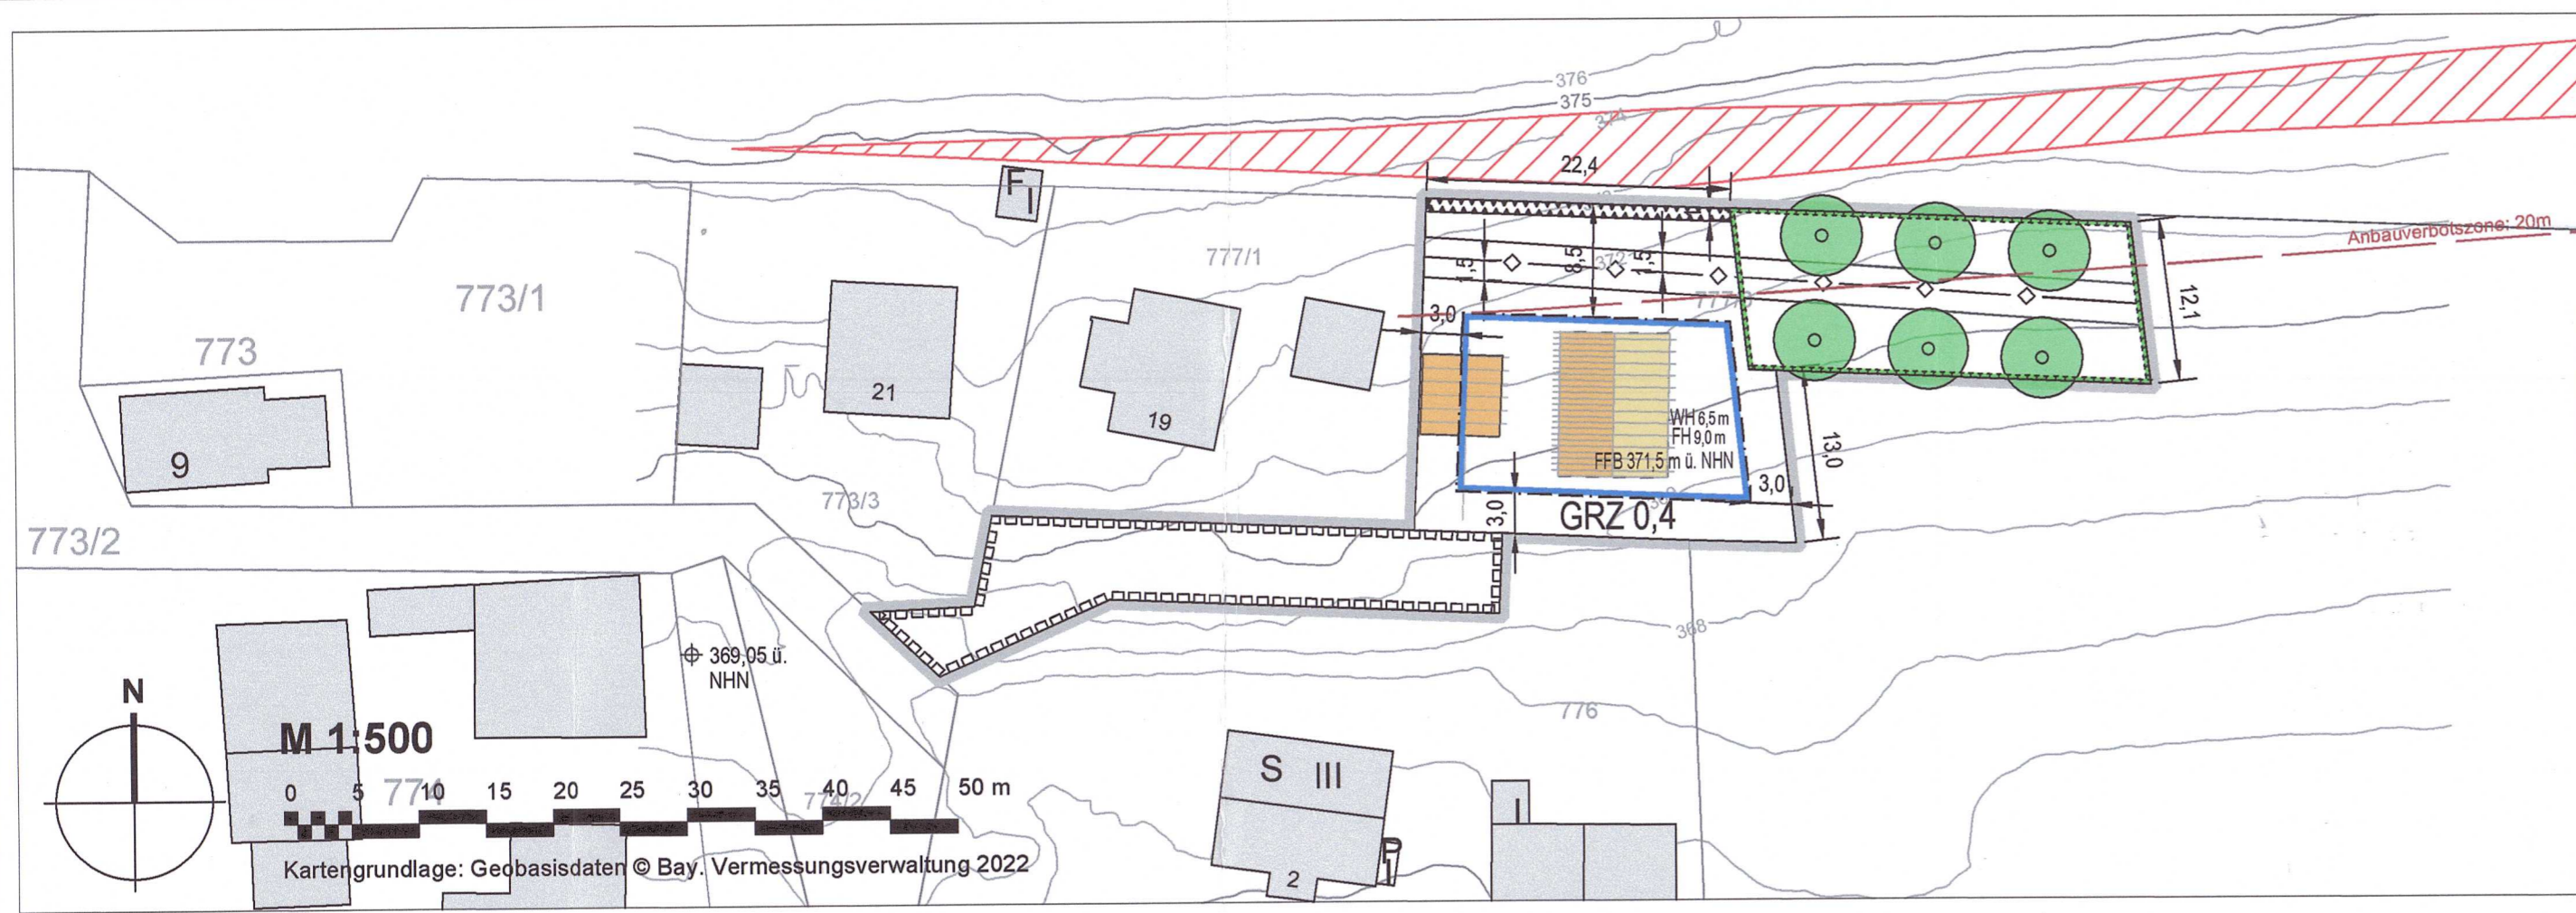 376
375
374
22,4
F
I
Anbauverbotszone: 20m
777/1
372
1,5
8,5
1,5
773/1
12,1
3,0
773
21
19
WH 6,5 m
FH 9,0 m
FFB 371,5 m ü. NHN
13,0
9
3,0
773/3
3,0
GRZ 0,4
773/2
368
369,05 ü.
NHN
N
776
M 1:500
S III
0 5 10 15 20 25 30 35 40 45 50 m
774
774/2
I
P
I
2
Kartengrundlage: Geobasisdaten © Bay. Vermessungsverwaltung 2022